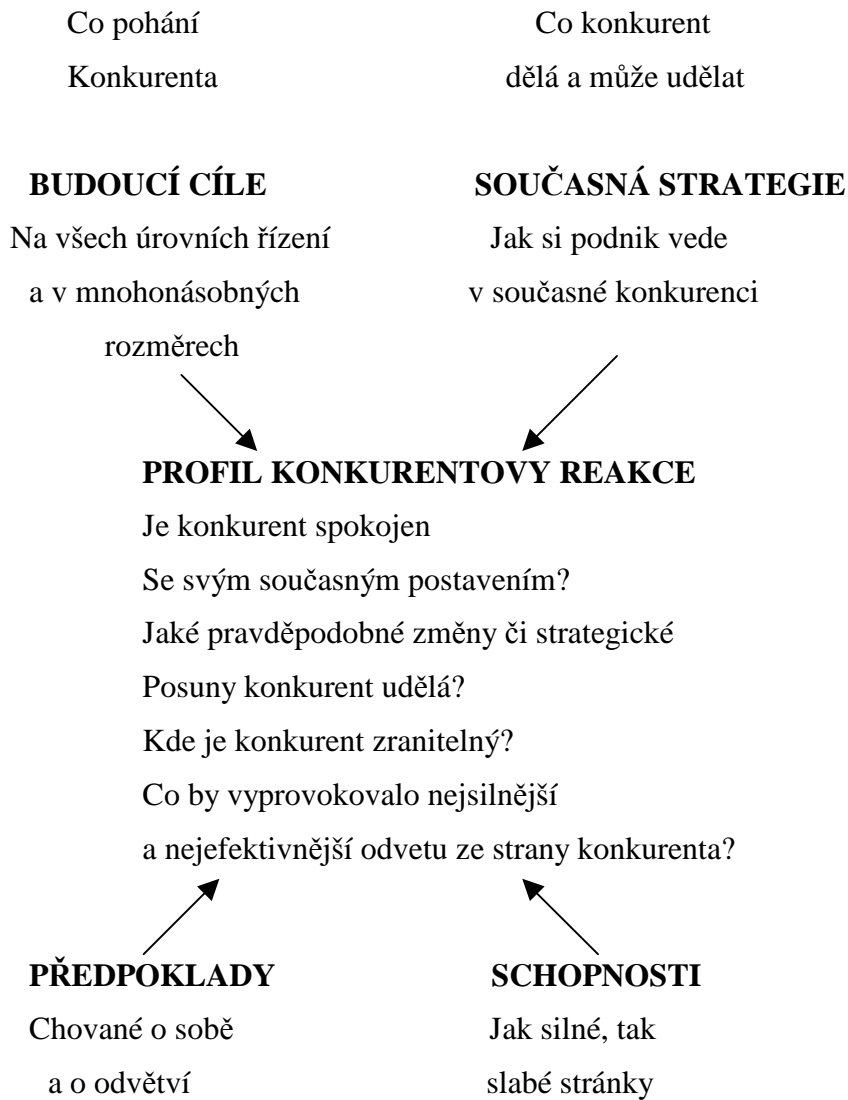 Co pohání
Konkurenta
Co konkurent
dělá a může udělat
BUDOUCÍ CÍLE
Na všech úrovních řízení
a v mnohonásobných
rozměrech
SOUČASNÁ STRATEGIE
Jak si podnik vede
v současné konkurenci
PROFIL KONKURENTOVY REAKCE
Je konkurent spokojen
Se svým současným postavením?
Jaké pravděpodobné změny či strategické
Posuny konkurent udělá?
Kde je konkurent zranitelný?
Co by vyprovokovalo nejsilnější
a nejefektivnější odvetu ze strany konkurenta?
PŘEDPOKLADY
Chované o sobě
a o odvětví
SCHOPNOSTI
Jak silné, tak
slabé stránky